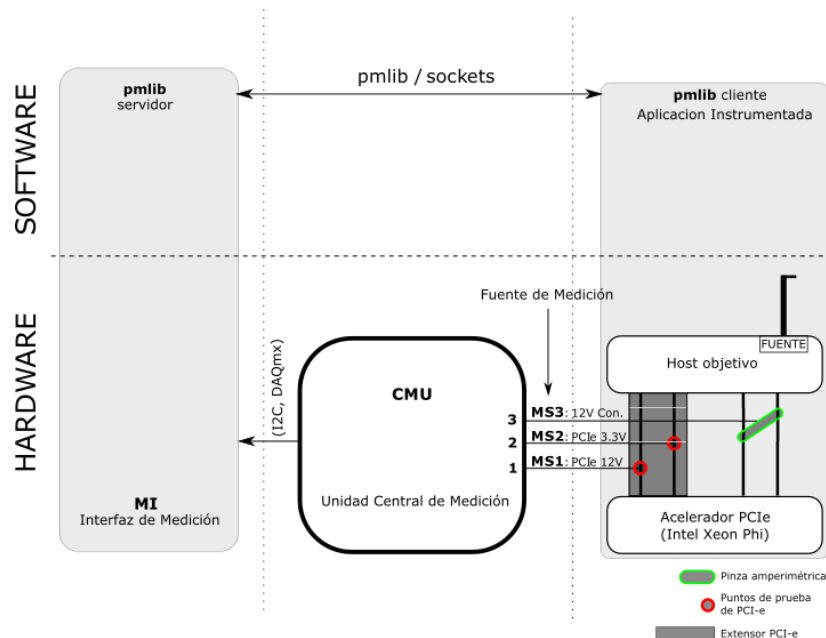 SOFTWARE
pmlib
servidor
pmlib / sockets
pmlib cliente
Aplicacion Instrumentada
HARDWARE
MI
Interfaz de Medición
(I2C, DAQmx)
CMU
Unidad Central de Medición
Fuente de Medición
3 MS3: 12V Con.
2 MS2: PCIe 3.3V
1 MS1: PCIe 12V
FUENTE
Host objetivo
Acelerador PCIe
(Intel Xeon Phi)
Pinza amperimétrica
Puntos de prueba
de PCI-e
Extensor PCI-e